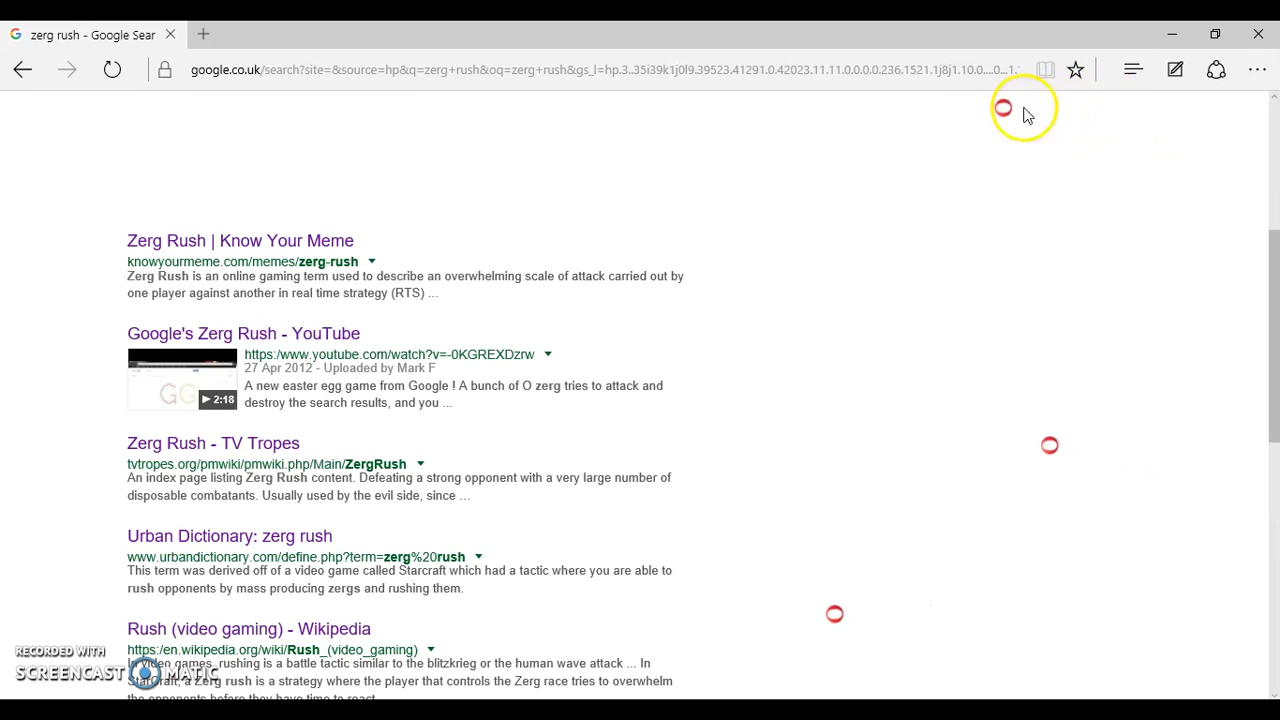 zerg rush - Google Sear
google.co.uk/search?site=&source=hp&q=zerg+rush&oq=zerg+rush&gs_l=hp.3..35i39k1j0l9.39523.41291.0.42023.11.11.0.0.0.0.236.1521.1j8j1.10.0....0...1.
Zerg Rush | Know Your Meme
knowyourmeme.com/memes/zerg-rush
Zerg Rush is an online gaming term used to describe an overwhelming scale of attack carried out by
one player against another in real time strategy (RTS) ...
Google's Zerg Rush - YouTube
https:/www.youtube.com/watch?v=-0KGREXDzrw
27 Apr 2012 - Uploaded by Mark F
A new easter egg game from Google ! A bunch of O zerg tries to attack and
2:18
destroy the search results, and you ...
Zerg Rush - TV Tropes
tvtropes.org/pmwiki/pmwiki.php/Main/ZergRush
An index page listing Zerg Rush content. Defeating a strong opponent with a very large number of
disposable combatants. Usually used by the evil side, since ...
Urban Dictionary: zerg rush
www.urbandictionary.com/define.php?term=zerg%20rush
This term was derived off of a video game called Starcraft which had a tactic where you are able to
rush opponents by mass producing zergs and rushing them.
Rush (video gaming) - Wikipedia
https:/en.wikipedia.org/wiki/Rush_(video_gaming)
In video games, rushing is a battle tactic similar to the blitzkrieg or the human wave attack ... In
StarCraft, a Zerg rush is a strategy where the player that controls the Zerg race tries to overwhelm
the opponents before they have time to react.
RECORDED WITH
SCREENCAST MATIC